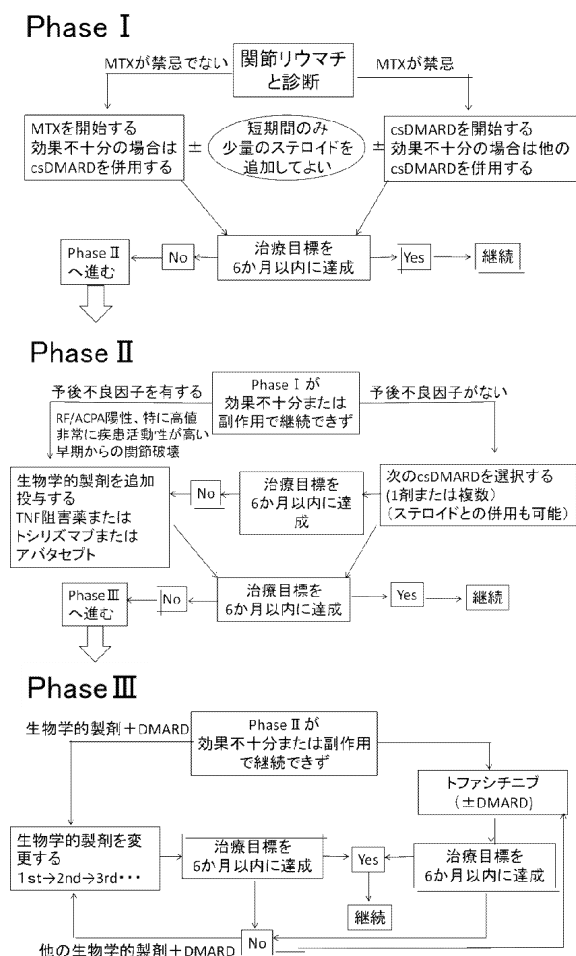 Phase Ⅰ
MTXが禁忌でない
関節リウマチ
と診断
MTXが禁忌
MTXを開始する
効果不十分の場合は
csDMARDを併用する
±
短期間のみ
少量のステロイドを
追加してよい
±
csDMARDを開始する
効果不十分の場合は他の
csDMARDを併用する
PhaseⅡ
へ進む
No
治療目標を
6か月以内に達成
Yes
継続
Phase Ⅱ
予後不良因子を有する
PhaseⅠが
効果不十分または
副作用で継続できず
予後不良因子がない
RF/ACPA陽性、特に高値
非常に疾患活動性が高い
早期からの関節破壊
生物学的製剤を追加
投与する
TNF阻害薬または
トシリズマブまたは
アバタセプト
No
治療目標を
6か月以内に達
成
次のcsDMARDを選択する
(1剤または複数)
(ステロイドとの併用も可能)
PhaseⅢ
へ進む
No
治療目標を
6か月以内に達成
Yes
継続
PhaseⅢ
生物学的製剤+DMARD
PhaseⅡが
効果不十分または副作用
で継続できず
トファシチニブ
(±DMARD)
生物学的製剤を変
更する
1st→2nd→3rd・・・
治療目標を
6か月以内に達成
Yes
治療目標を
6か月以内に達成
継続
No
他の生物学的製剤+DMARD